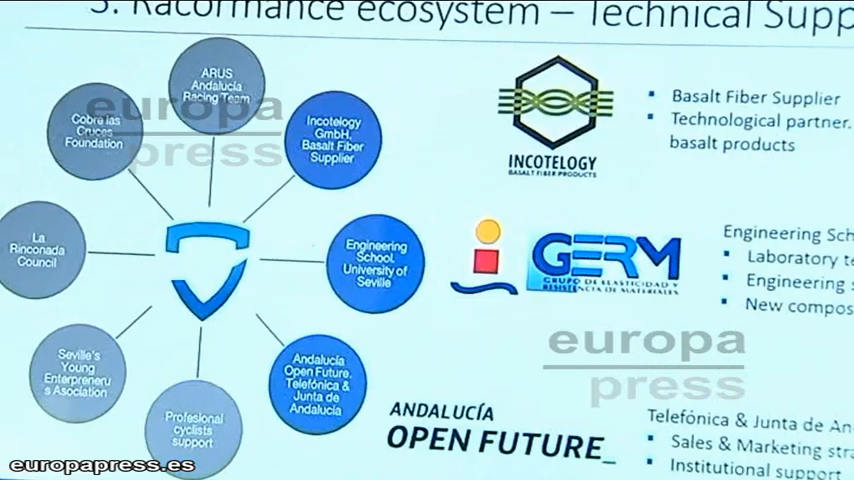 3. Racormance ecosystem – Technical Supp
ARUS
Andalucía
Racing Team
Cobre las
Cruces
Foundation
Incotelogy
GmbH,
Basalt Fiber
Supplier
La
Rinconada
Council
Engineering
School.
University of
Seville
Seville's
Young
Enterpreneru
s Asociation
Profesional
cyclists
support
Andalucía
Open Future.
Telefónica &
Junta de
Andalucía
INCOTELOGY
BASALT FIBER PRODUCTS
▪ Basalt Fiber Supplier
▪ Technological partner.
basalt products
GERM
GRUPO DE ELASTICIDAD Y
RESISTENCIA DE MATERIALES
Engineering Sch
▪ Laboratory te
▪ Engineering s
▪ New compos
ANDALUCÍA
OPEN FUTURE_
Telefónica & Junta de An
▪ Sales & Marketing stra
▪ Institutional support
europa
press
europa
press
europapress.es